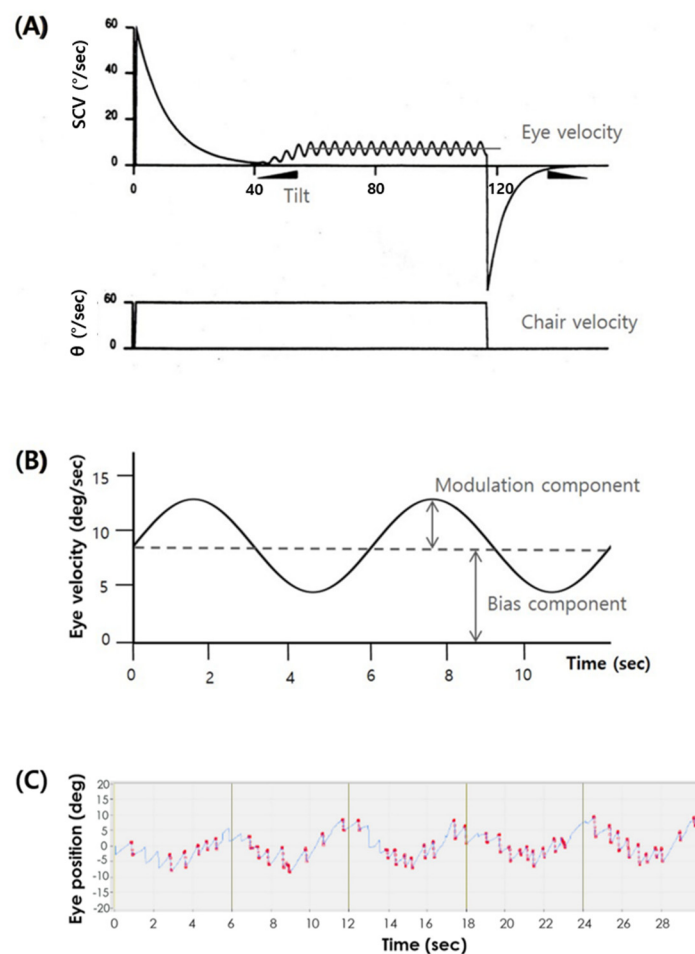 (A)
SCV (°/sec)
60
40
20
0
Eye velocity
0 40 80 120
Tilt
θ (°/sec)
60
0
Chair velocity
(B)
Eye velocity (deg/sec)
15
10
5
0
Modulation component
Bias component
0 2 4 6 8 10
Time (sec)
(C)
Eye position (deg)
20
15
10
5
0
-5
-10
-15
-20
0 2 4 6 8 10 12 14 16 18 20 22 24 26 28
Time (sec)